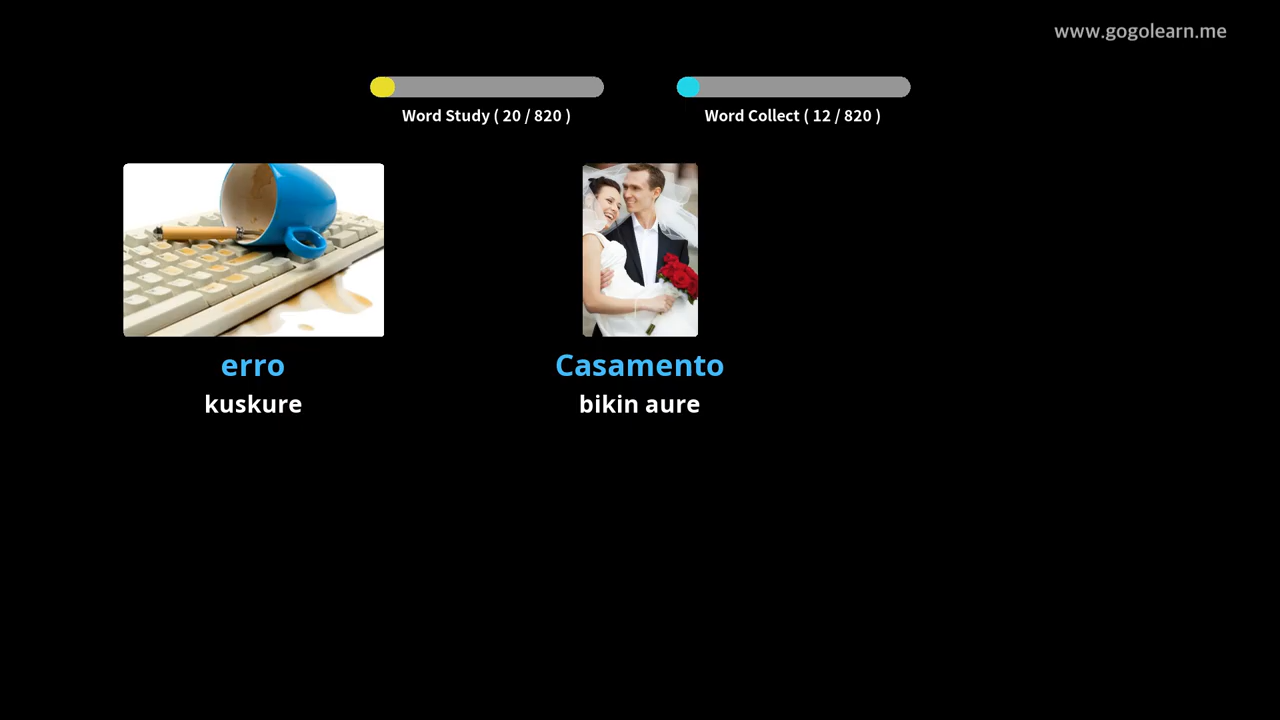 www.gogolearn.me
Word Study ( 20 / 820 )
Word Collect ( 12 / 820 )
erro
kuskure
Casamento
bikin aure